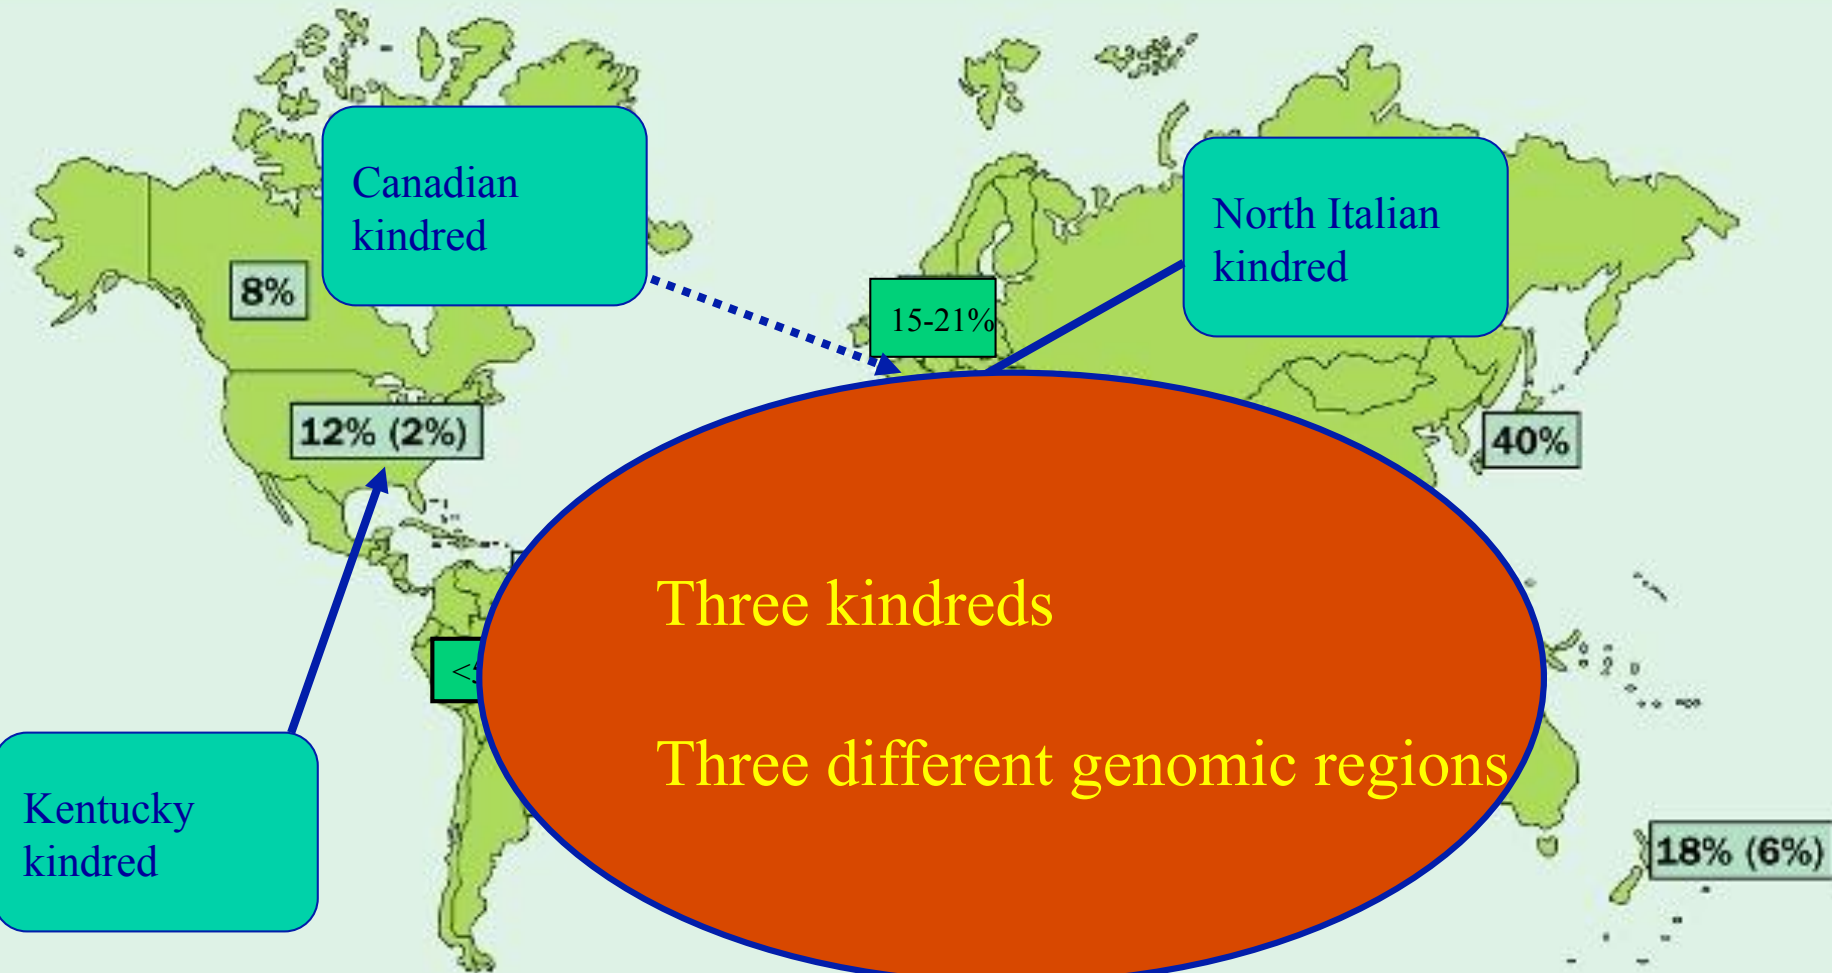 Canadian
kindred
North Italian
kindred
8%
15-21%
12% (2%)
40%
Three kindreds
<5
Three different genomic regions
Kentucky
kindred
18% (6%)